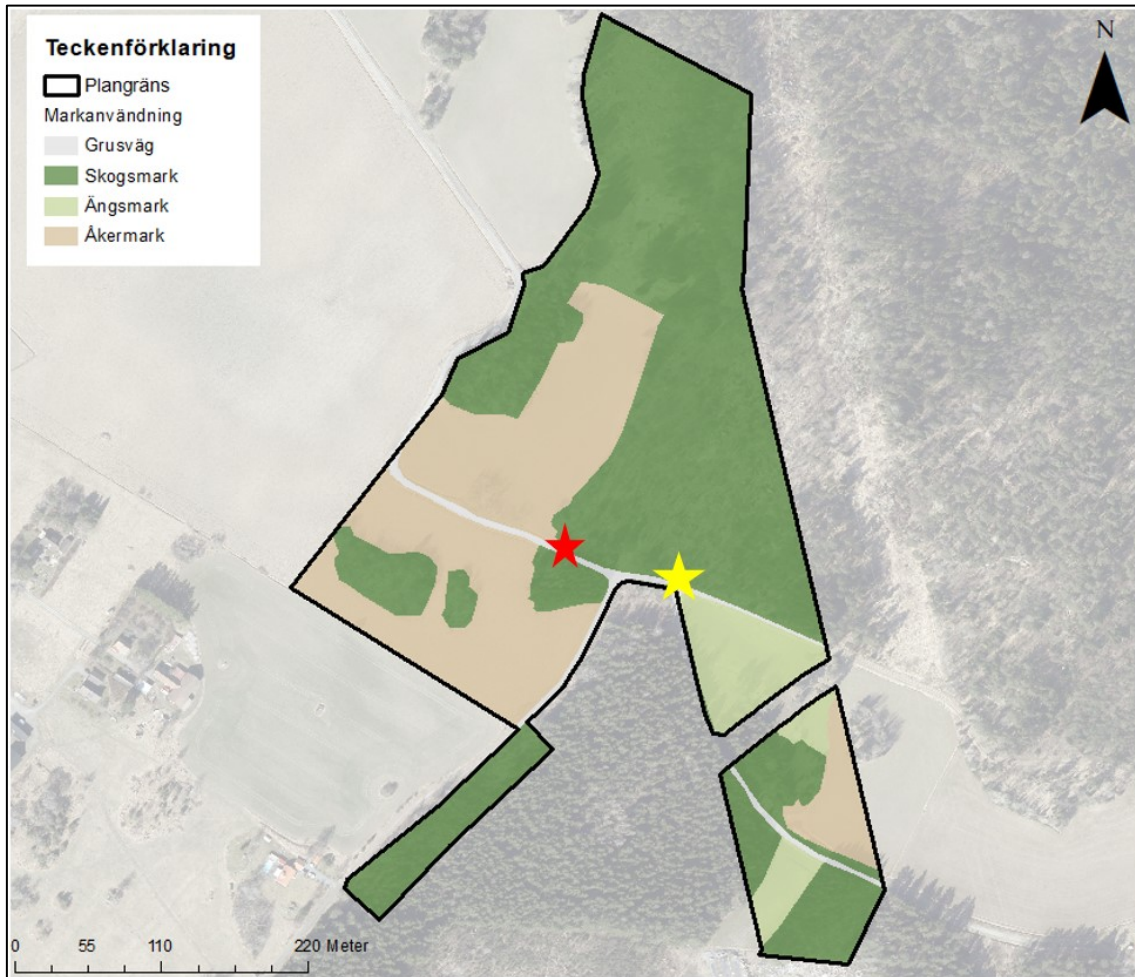 Teckenförklaring
Plangräns
Markanvändning
Grusväg
Skogsmark
Ängsmark
Åkermark
N
0 55 110 220 Meter